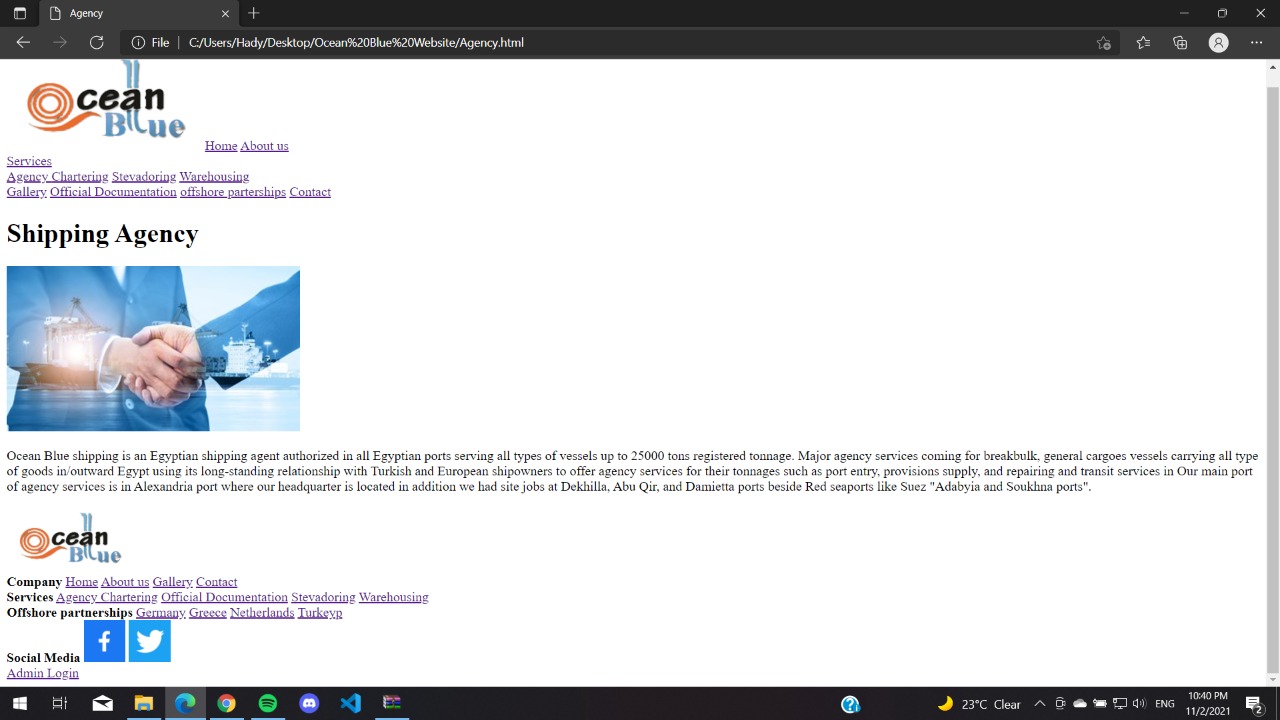 Agency
File | C:/Users/Hady/Desktop/Ocean%20Blue%20Website/Agency.html
Ocean Blue
Home About us
Services
Agency Chartering Stevadoring Warehousing
Gallery Official Documentation offshore parterships Contact
Shipping Agency
Ocean Blue shipping is an Egyptian shipping agent authorized in all Egyptian ports serving all types of vessels up to 25000 tons registered tonnage. Major agency services coming for breakbulk, general cargoes vessels carrying all type
of goods in/outward Egypt using its long-standing relationship with Turkish and European shipowners to offer agency services for their tonnages such as port entry, provisions supply, and repairing and transit services in Our main port
of agency services is in Alexandria port where our headquarter is located in addition we had site jobs at Dekhilla, Abu Qir, and Damietta ports beside Red seaports like Suez "Adabyia and Soukhna ports".
Ocean Blue
Company Home About us Gallery Contact
Services Agency Chartering Official Documentation Stevadoring Warehousing
Offshore partnerships Germany Greece Netherlands Turkeyp
Social Media
Admin Login
23°C Clear
ENG
10:40 PM
11/2/2021
2